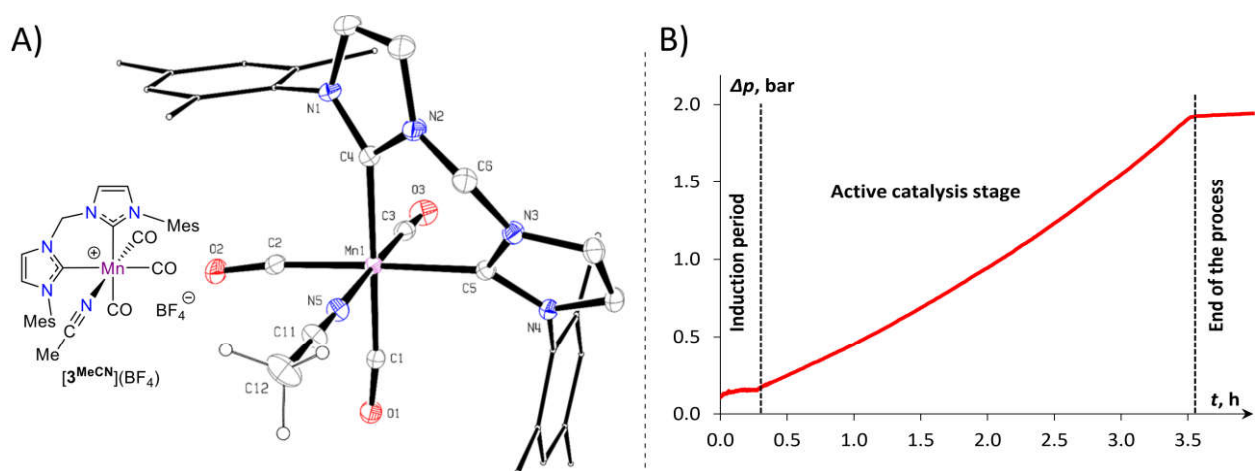 A)
N1
N2
C4
C6
O3
C3
N3
O2
C2
Mn1
C5
N5
N4
C11
C12
C1
O1
N
N
Mes
CO
N
+
Mn
CO
N
N
CO
Mes
BF4⊖
Me
[3MeCN](BF4)
B)
Δp, bar
2.0
1.5
1.0
0.5
0.0
Induction period
Active catalysis stage
End of the process
t, h
0.0 0.5 1.0 1.5 2.0 2.5 3.0 3.5